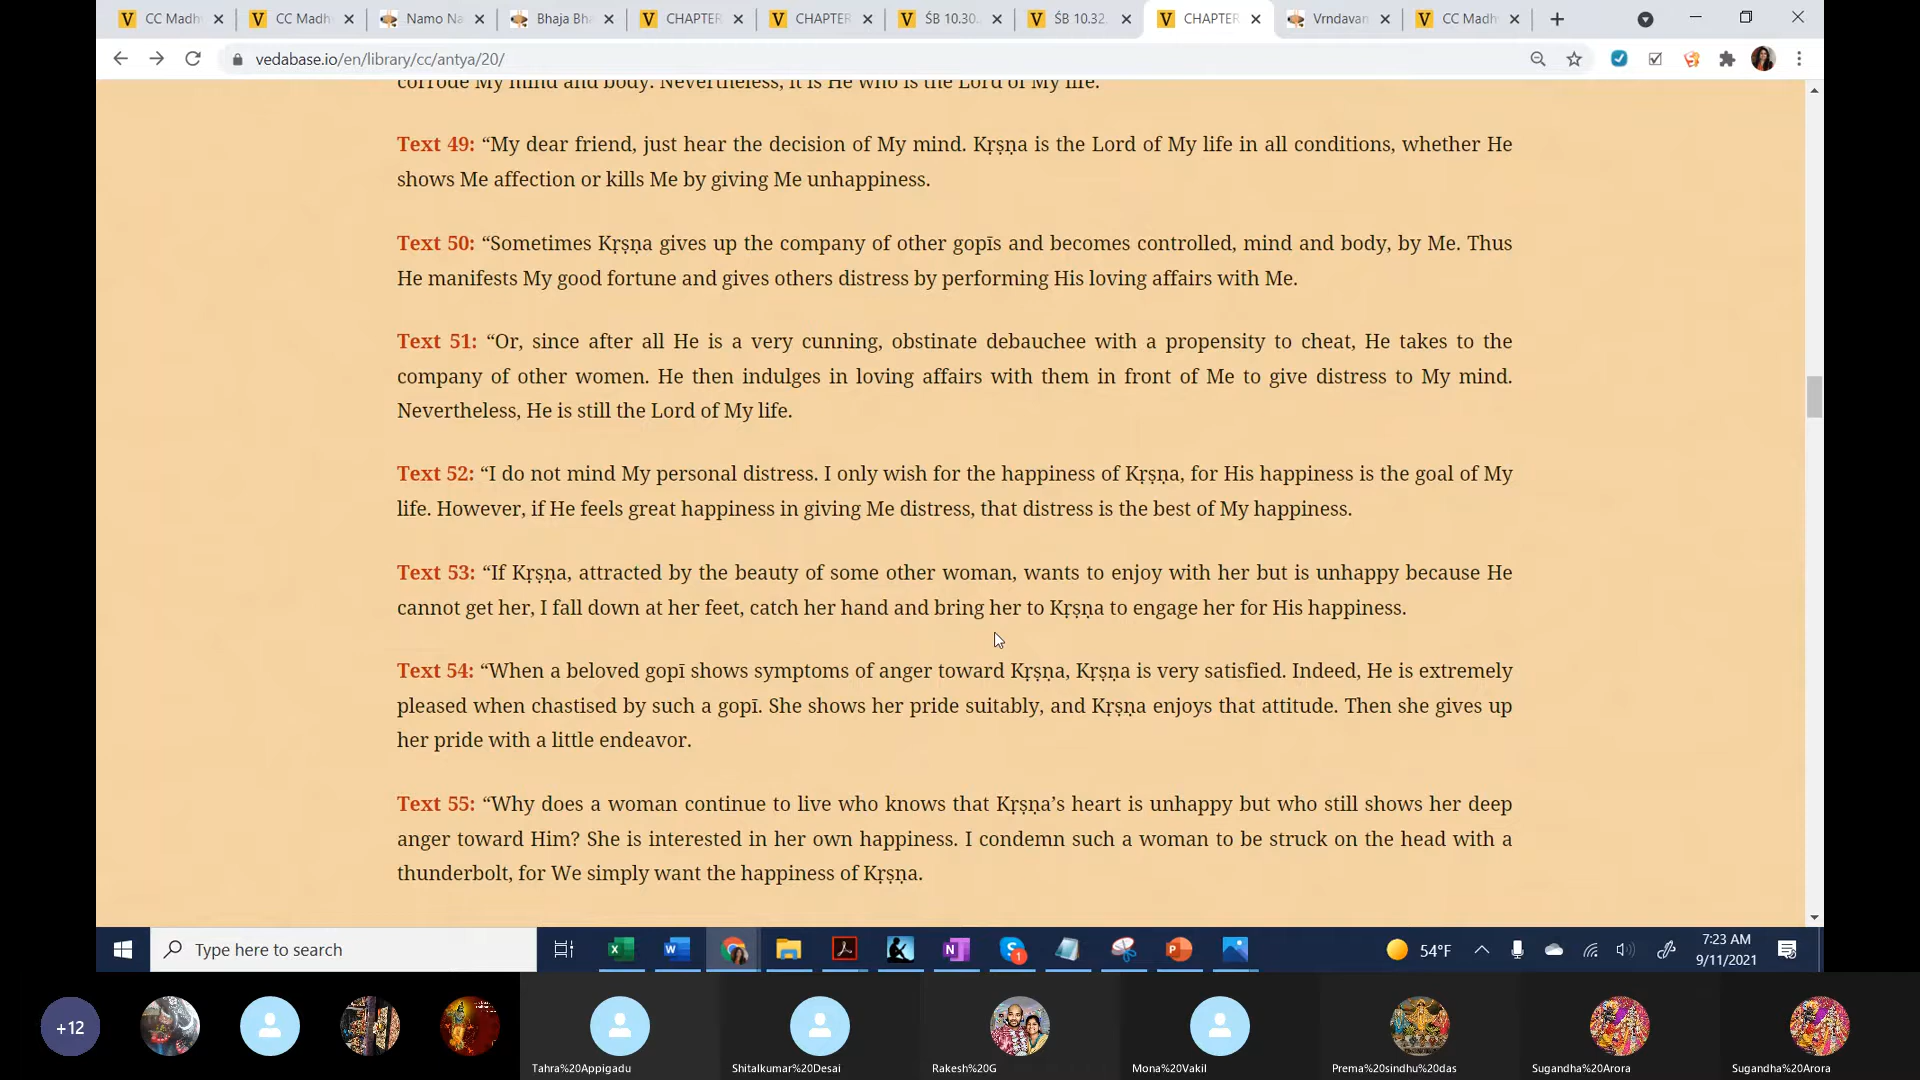 CC Madh
CC Madh
Namo Na
Bhaja Bha
CHAPTER
CHAPTER
ŚB 10.30.
ŚB 10.32.
CHAPTER
Vrndavan
CC Madh
vedabase.io/en/library/cc/antya/20/
corrode My mind and body. Nevertheless, it is He who is the Lord of My life.
Text 49: “My dear friend, just hear the decision of My mind. Kṛṣṇa is the Lord of My life in all conditions, whether He
shows Me affection or kills Me by giving Me unhappiness.
Text 50: “Sometimes Kṛṣṇa gives up the company of other gopīs and becomes controlled, mind and body, by Me. Thus
He manifests My good fortune and gives others distress by performing His loving affairs with Me.
Text 51: “Or, since after all He is a very cunning, obstinate debauchee with a propensity to cheat, He takes to the
company of other women. He then indulges in loving affairs with them in front of Me to give distress to My mind.
Nevertheless, He is still the Lord of My life.
Text 52: “I do not mind My personal distress. I only wish for the happiness of Kṛṣṇa, for His happiness is the goal of My
life. However, if He feels great happiness in giving Me distress, that distress is the best of My happiness.
Text 53: “If Kṛṣṇa, attracted by the beauty of some other woman, wants to enjoy with her but is unhappy because He
cannot get her, I fall down at her feet, catch her hand and bring her to Kṛṣṇa to engage her for His happiness.
Text 54: “When a beloved gopī shows symptoms of anger toward Kṛṣṇa, Kṛṣṇa is very satisfied. Indeed, He is extremely
pleased when chastised by such a gopī. She shows her pride suitably, and Kṛṣṇa enjoys that attitude. Then she gives up
her pride with a little endeavor.
Text 55: “Why does a woman continue to live who knows that Kṛṣṇa’s heart is unhappy but who still shows her deep
anger toward Him? She is interested in her own happiness. I condemn such a woman to be struck on the head with a
thunderbolt, for We simply want the happiness of Kṛṣṇa.
Type here to search
54°F
7:23 AM
9/11/2021
+12
Tahra%20Appigadu
Shitalkumar%20Desai
Rakesh%20G
Mona%20Vakil
Prema%20sindhu%20das
Sugandha%20Arora
Sugandha%20Arora